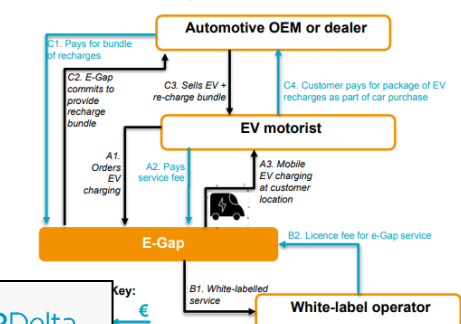 Automotive OEM or dealer
C1. Pays for bundle
of recharges
C2. E-Gap
commits to
provide
recharge
bundle
C3. Sells EV +
re-charge bundle
C4. Customer pays for package of EV
recharges as part of car purchase
EV motorist
A1.
Orders
EV
charging
A2. Pays
service fee
A3. Mobile
EV charging
at customer
location
E-Gap
B2. Licence fee for e-Gap service
B1. White-labelled
service
White-label operator
Key:
€
Delta